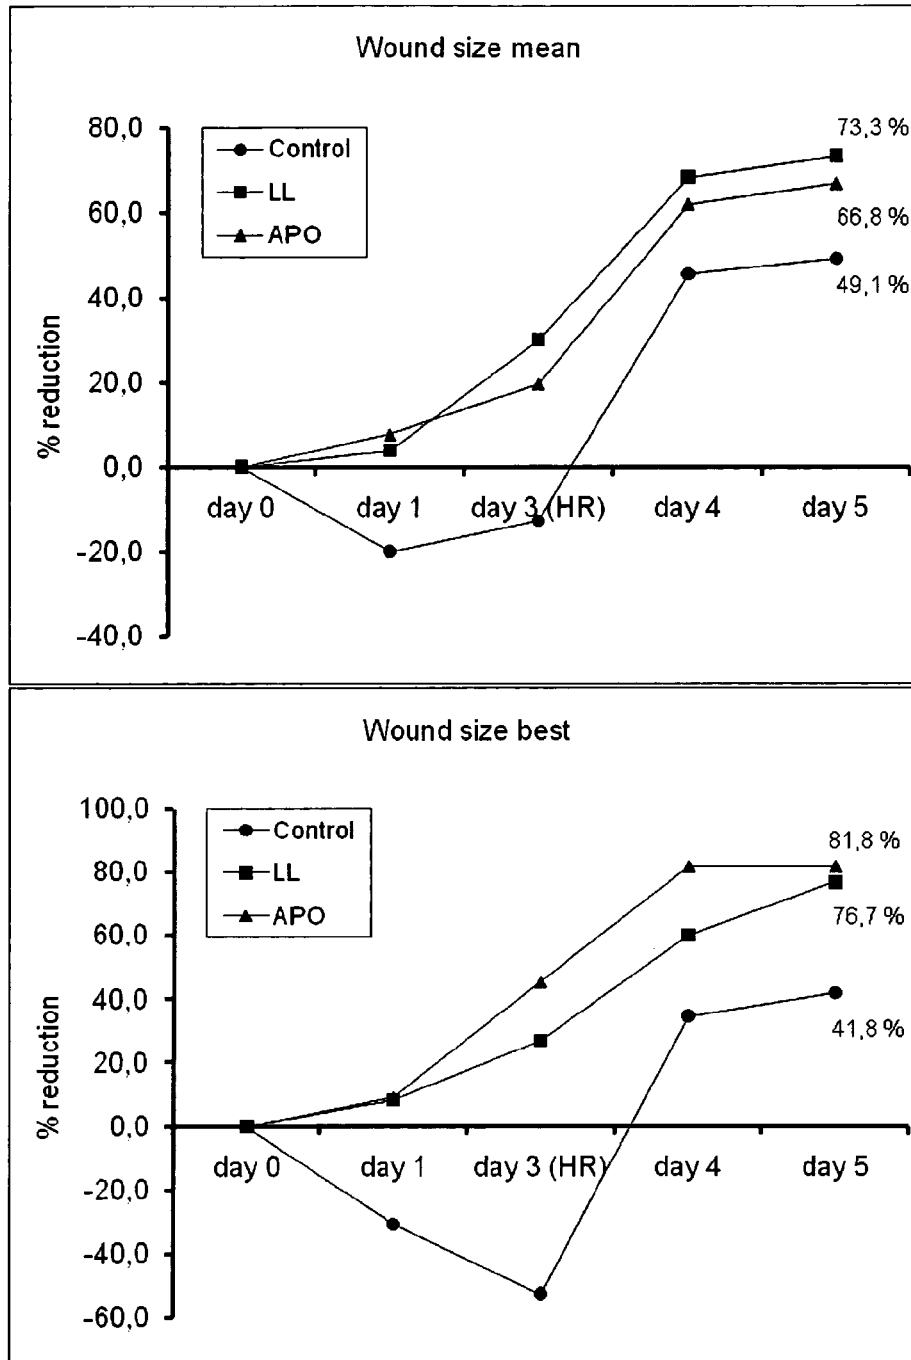 Wound size mean
80,0
60,0
40,0
20,0
0,0
-20,0
-40,0
% reduction
Control
LL
APO
73,3 %
66,8 %
49,1 %
day 0 day 1 day 3 (HR) day 4 day 5
Wound size best
100,0
80,0
60,0
40,0
20,0
0,0
-20,0
-40,0
-60,0
% reduction
Control
LL
APO
81,8 %
76,7 %
41,8 %
day 0 day 1 day 3 (HR) day 4 day 5